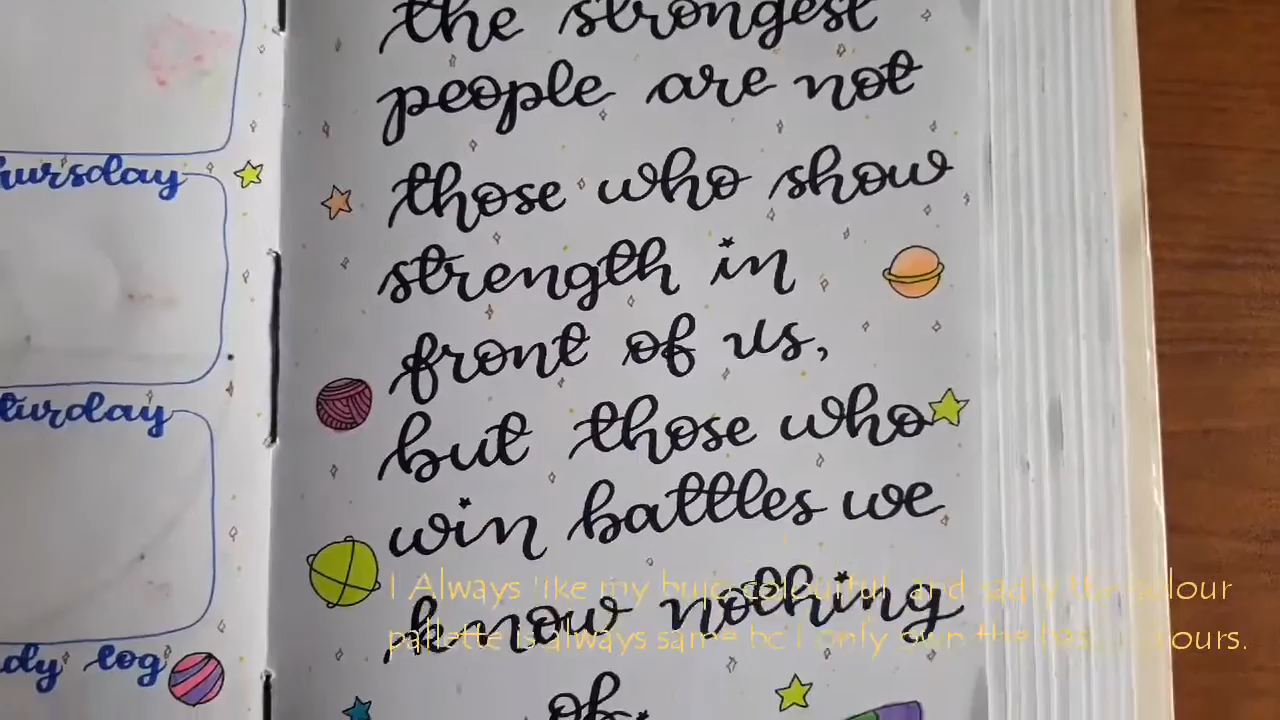 the strongest
people are not
those who show
strength in
front of us,
but those who
win battles we
know nothing
of
hursday
turday
dy log
I Always like my bujo colourful, and sadly the colour
pallette is always same bc I only own the basic colours.